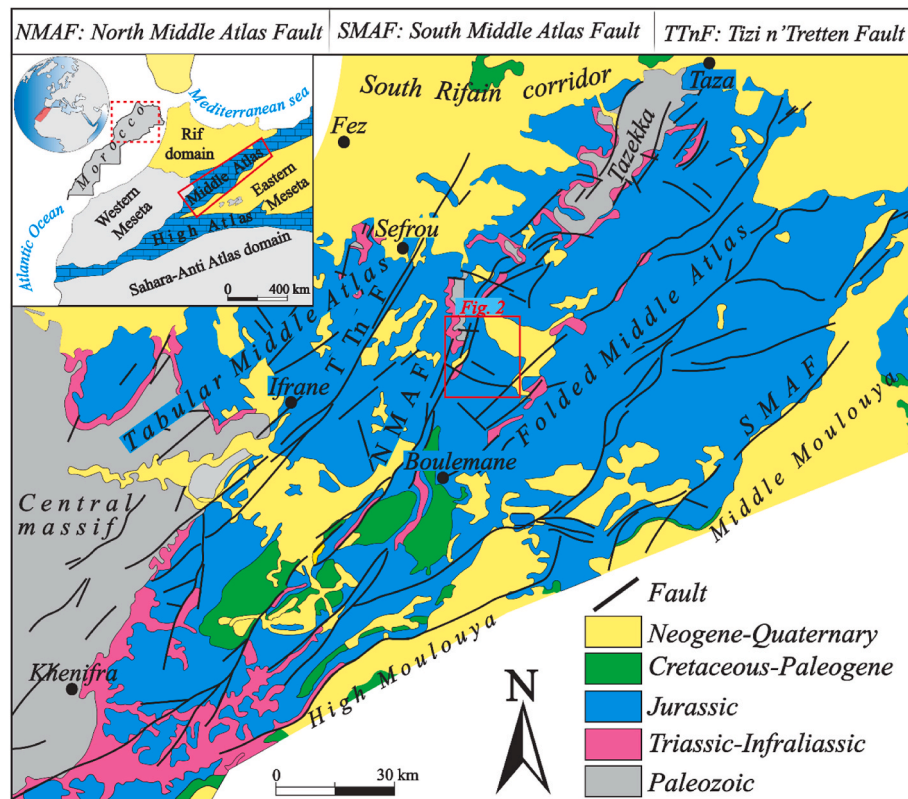 NMAF: North Middle Atlas Fault
SMAF: South Middle Atlas Fault
TTnF: Tizi n'Tretten Fault
Mediterranean sea
Morocco
Rif
domain
Middle Atlas
Eastern
Meseta
Western
Meseta
High Atlas
Atlantic Ocean
Sahara-Anti Atlas domain
0 400 km
South Rifain corridor
Taza
Fez
Tazekka
Sefrou
Fig. 2
Tabular Middle Atlas
T Tn F
Folded Middle Atlas
Ifrane
NMAF
SMAF
Boulemane
Middle Moulouya
Central
massif
High Moulouya
Khenifra
N
0 30 km
Fault
Neogene-Quaternary
Cretaceous-Paleogene
Jurassic
Triassic-Infraliassic
Paleozoic